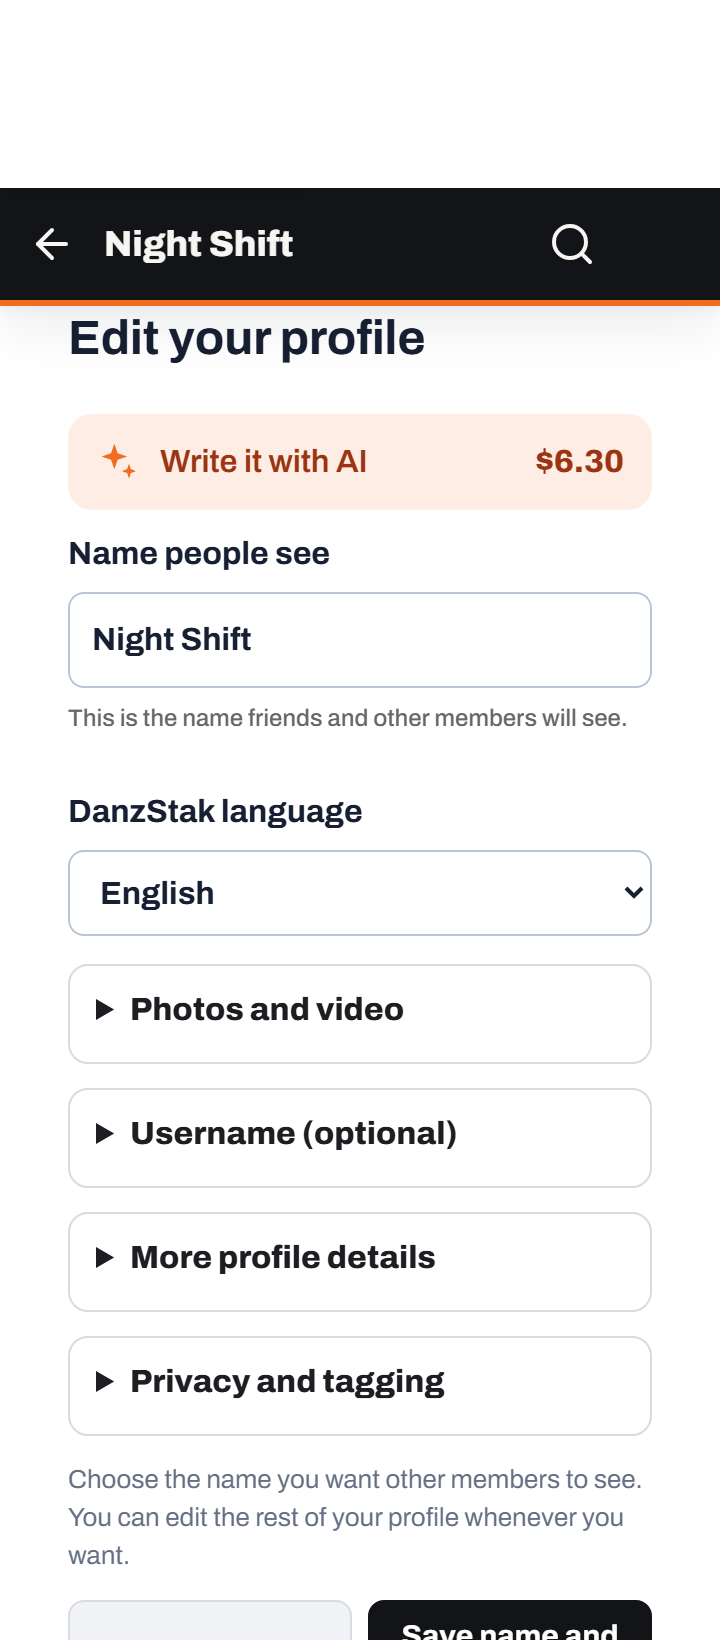 Night Shift
Edit your profile
Write it with AI $6.30
Name people see
Night Shift
This is the name friends and other members will see.
DanzStak language
English
Photos and video
Username (optional)
More profile details
Privacy and tagging
Choose the name you want other members to see.
You can edit the rest of your profile whenever you
want.
Save name and